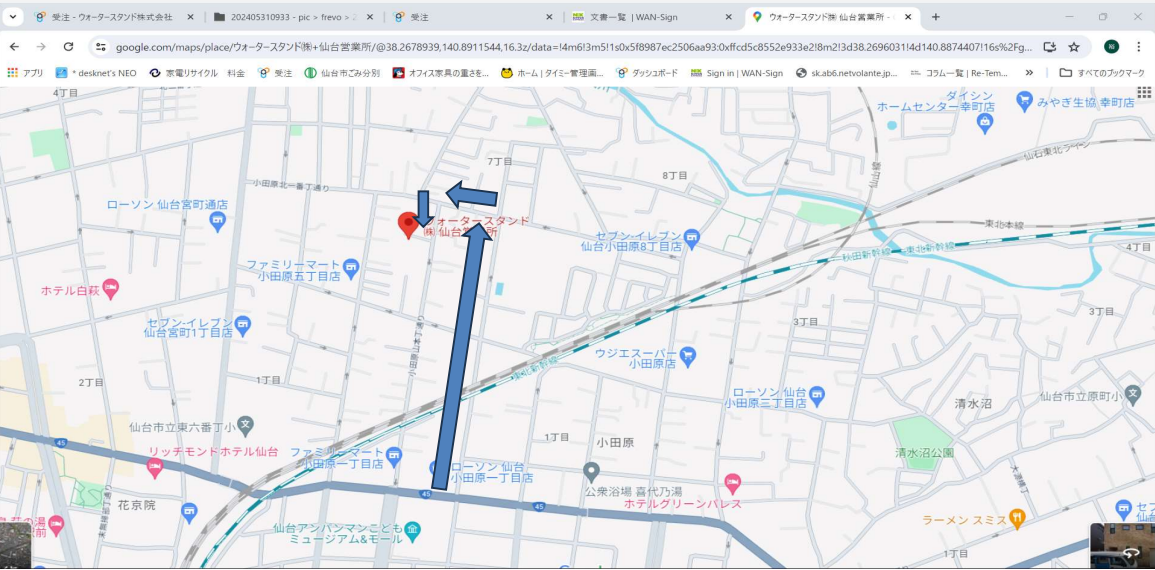 受注 - ウォータースタンド株式会社
202405310933 - pic > frevo > 2
受注
文書一覧 | WAN-Sign
ウォータースタンド㈱ 仙台営業所 -
google.com/maps/place/ウォータースタンド㈱+仙台営業所/@38.2678939,140.8911544,16.3z/data=!4m6!3m5!1s0x5f8987ec2506aa93:0xffcd5c8552e933e2!8m2!3d38.2696031!4d140.8874407!16s%2Fg...
アプリ
* desknet's NEO
家電リサイクル 料金
受注
仙台市ごみ分別
オフィス家具の重さを...
ホーム | タイミー管理画...
ダッシュボード
Sign in | WAN-Sign
sk.ab6.netvolante.jp...
コラム一覧 | Re-Tem...
すべてのブックマーク
4丁目
ダイシン
ホームセンター幸町店
みやぎ生協 幸町店
7丁目
8丁目
仙石東北ライン
仙山線
小田原北一番丁通り
ローソン 仙台宮町通店
ウォータースタンド
㈱ 仙台営業所
セブン-イレブン
仙台小田原8丁目店
東北本線
東北新幹線
秋田新幹線
4丁目
ファミリーマート
小田原五丁目店
ホテル白萩
セブン-イレブン
仙台宮町1丁目店
3丁目
3丁目
小田原山本丁通り
東北新幹線
ウジエスーパー
小田原店
2丁目
1丁目
ローソン 仙台
小田原三丁目店
清水沼
仙台市立原町小
仙台市立東六番丁小
1丁目
小田原
45
リッチモンドホテル仙台
ファミリーマート
小田原一丁目店
ローソン 仙台
小田原一丁目店
清水沼公園
45
公衆浴場 喜代乃湯
45
ホテルグリーンパレス
花京院
仙台アンパンマンこども
ミュージアム&モール
ラーメン スミス
1丁目